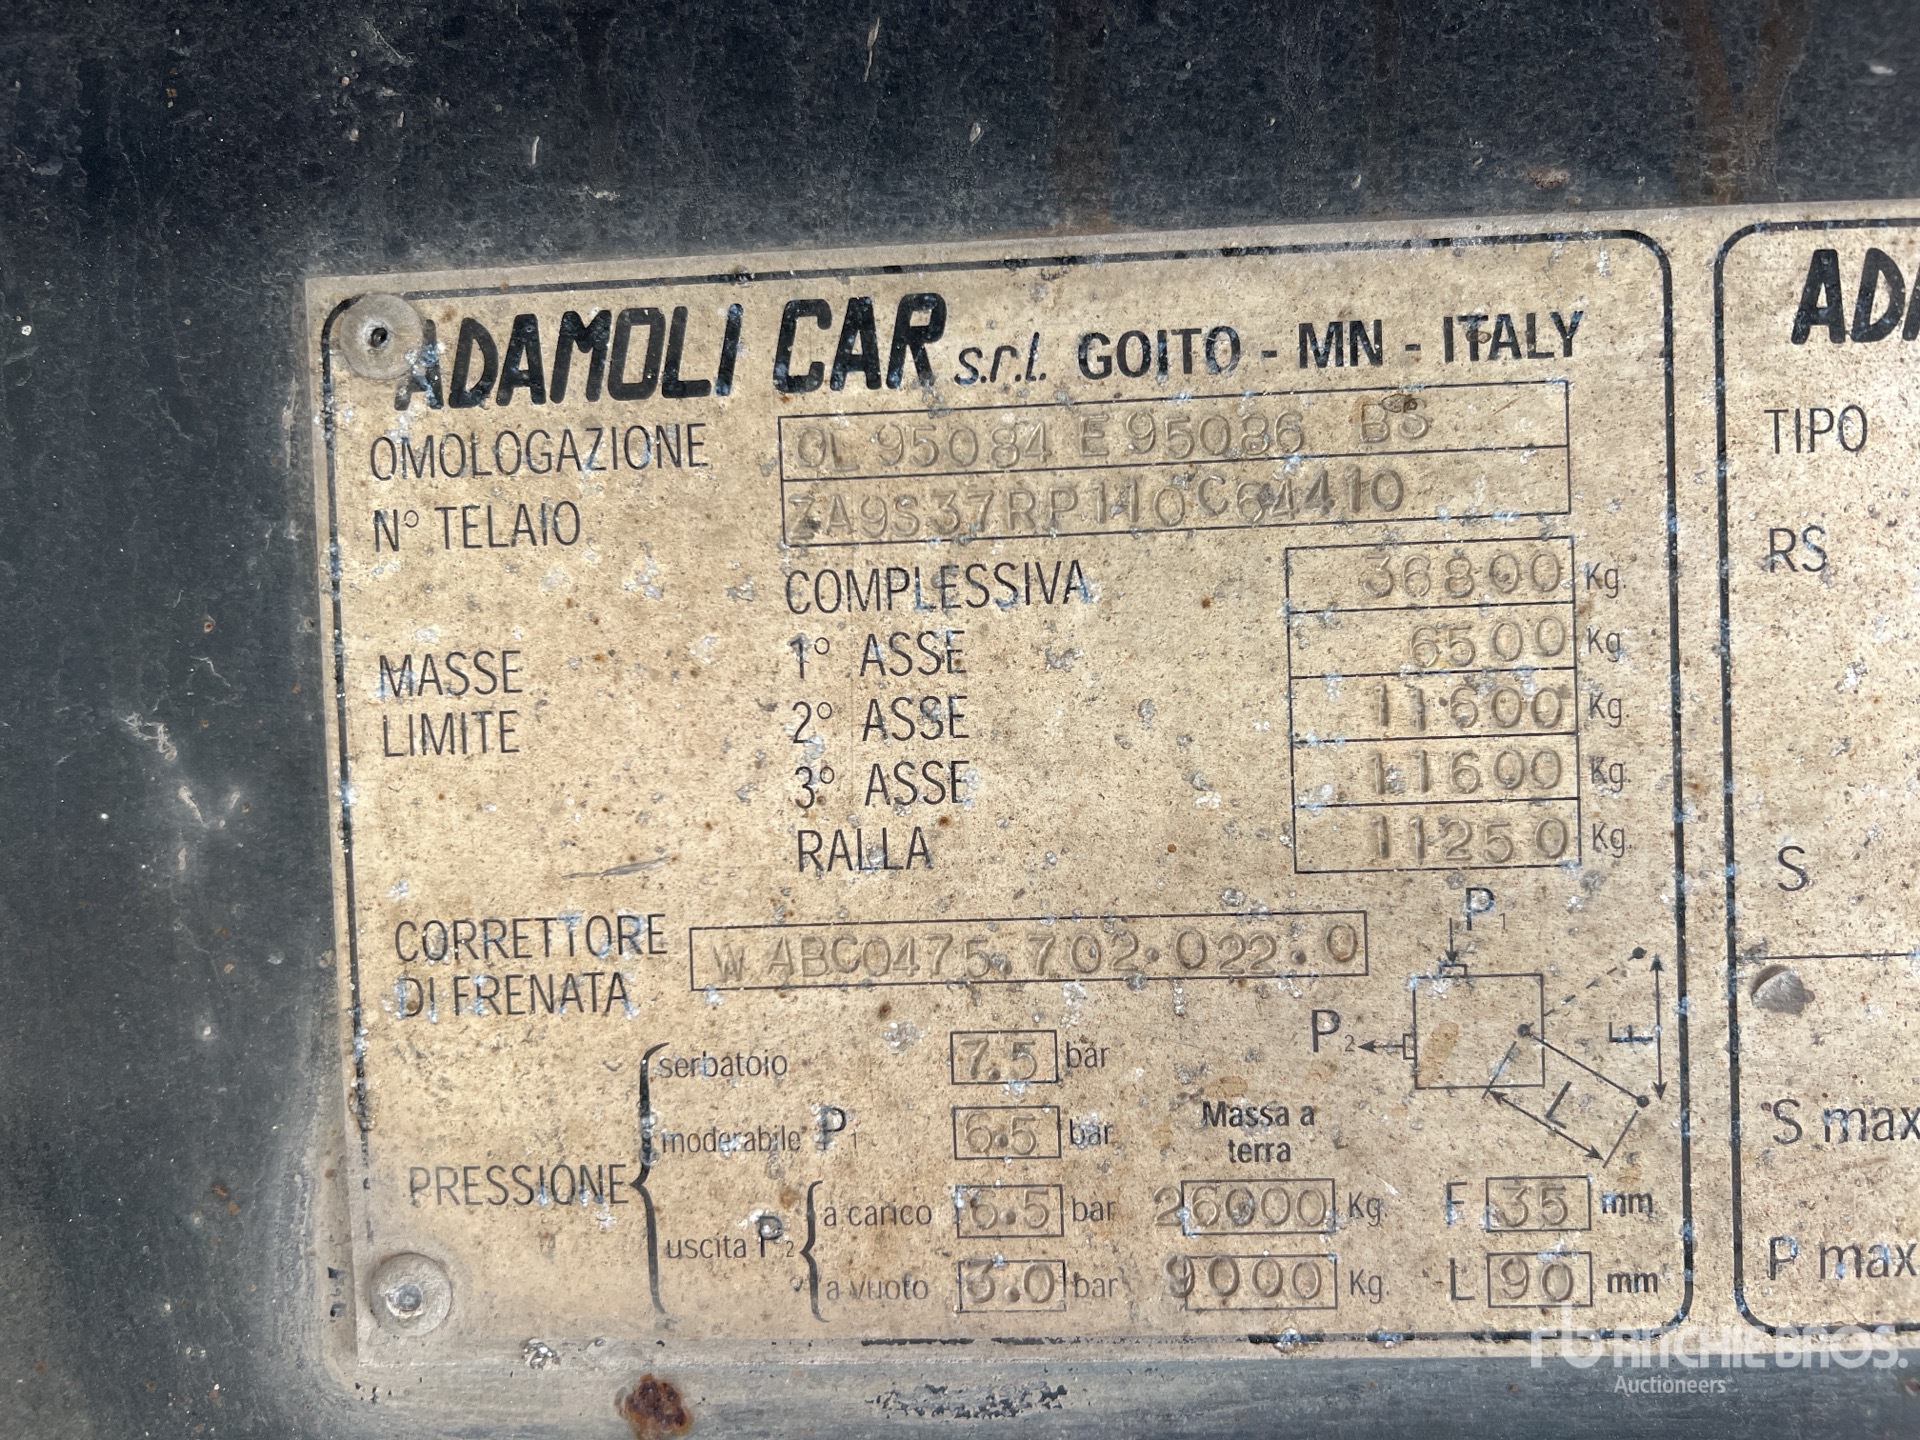 ADAMOLI CAR s.r.l. GOITO - MN - ITALY
OMOLOGAZIONE OL 95084 E 95086 BS
N° TELAIO ZA9S37RP110C64410
MASSE LIMITE
COMPLESSIVA 36800 Kg.
1° ASSE 6500 Kg.
2° ASSE 11600 Kg.
3° ASSE 11600 Kg.
RALLA 11250 Kg.
CORRETTORE DI FRENATA WABCO475.702.022.0
P1
P2
F
L
PRESSIONE
serbatoio 7.5 bar
moderabile P1 6.5 bar
Massa a terra
uscita P2
a carico 6.5 bar 26000 Kg. F 35 mm
a vuoto 3.0 bar 9000 Kg. L 90 mm
TIPO
RS
S
S max
P max
rb RITCHIE BROS.
Auctioneers